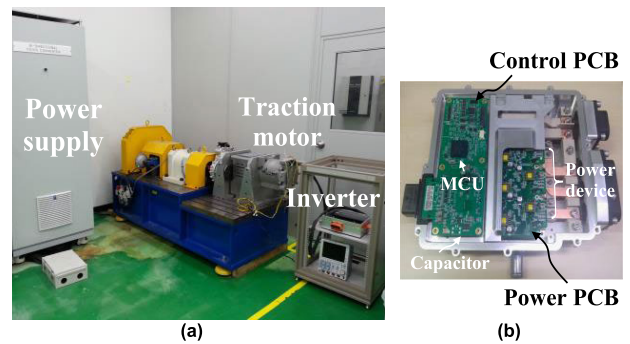 Power
supply
Traction
motor
Inverter
(a)
Control PCB
MCU
Power
device
Capacitor
Power PCB
(b)